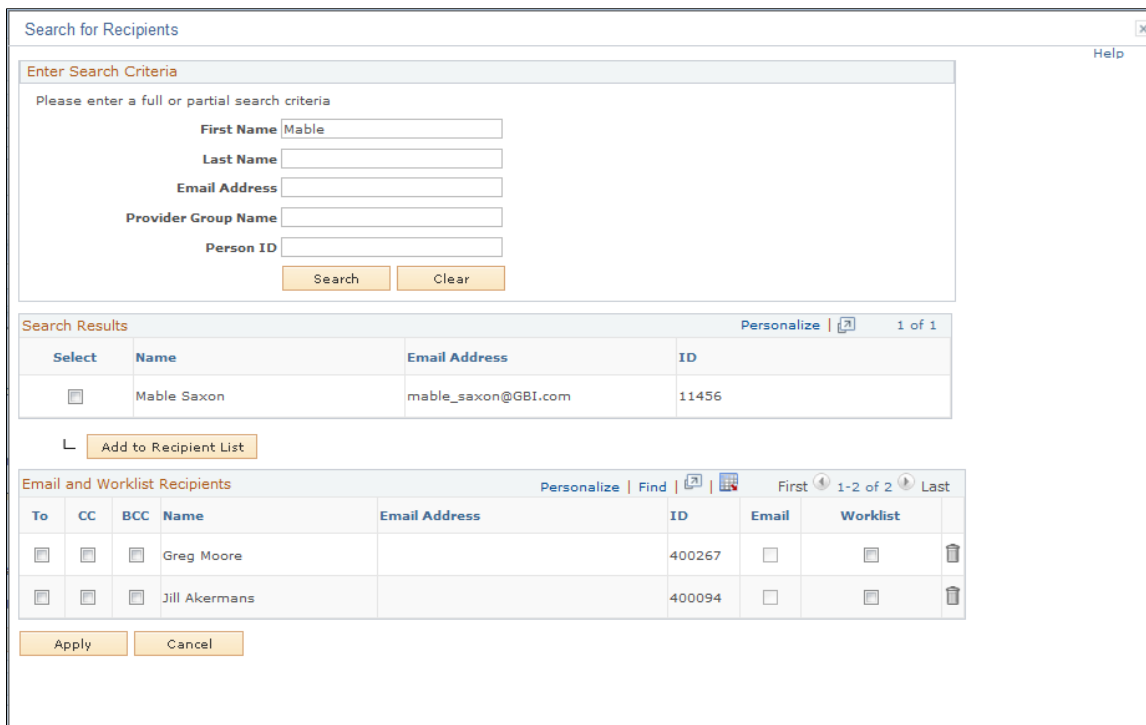 Search for Recipients
Help
Enter Search Criteria
Please enter a full or partial search criteria
First Name Mable
Last Name
Email Address
Provider Group Name
Person ID
Search Clear
Search Results Personalize | 1 of 1
Select Name Email Address ID
Mable Saxon mable_saxon@GBI.com 11456
Add to Recipient List
Email and Worklist Recipients Personalize | Find | | First 1-2 of 2 Last
To CC BCC Name Email Address ID Email Worklist
Greg Moore 400267
Jill Akermans 400094
Apply Cancel